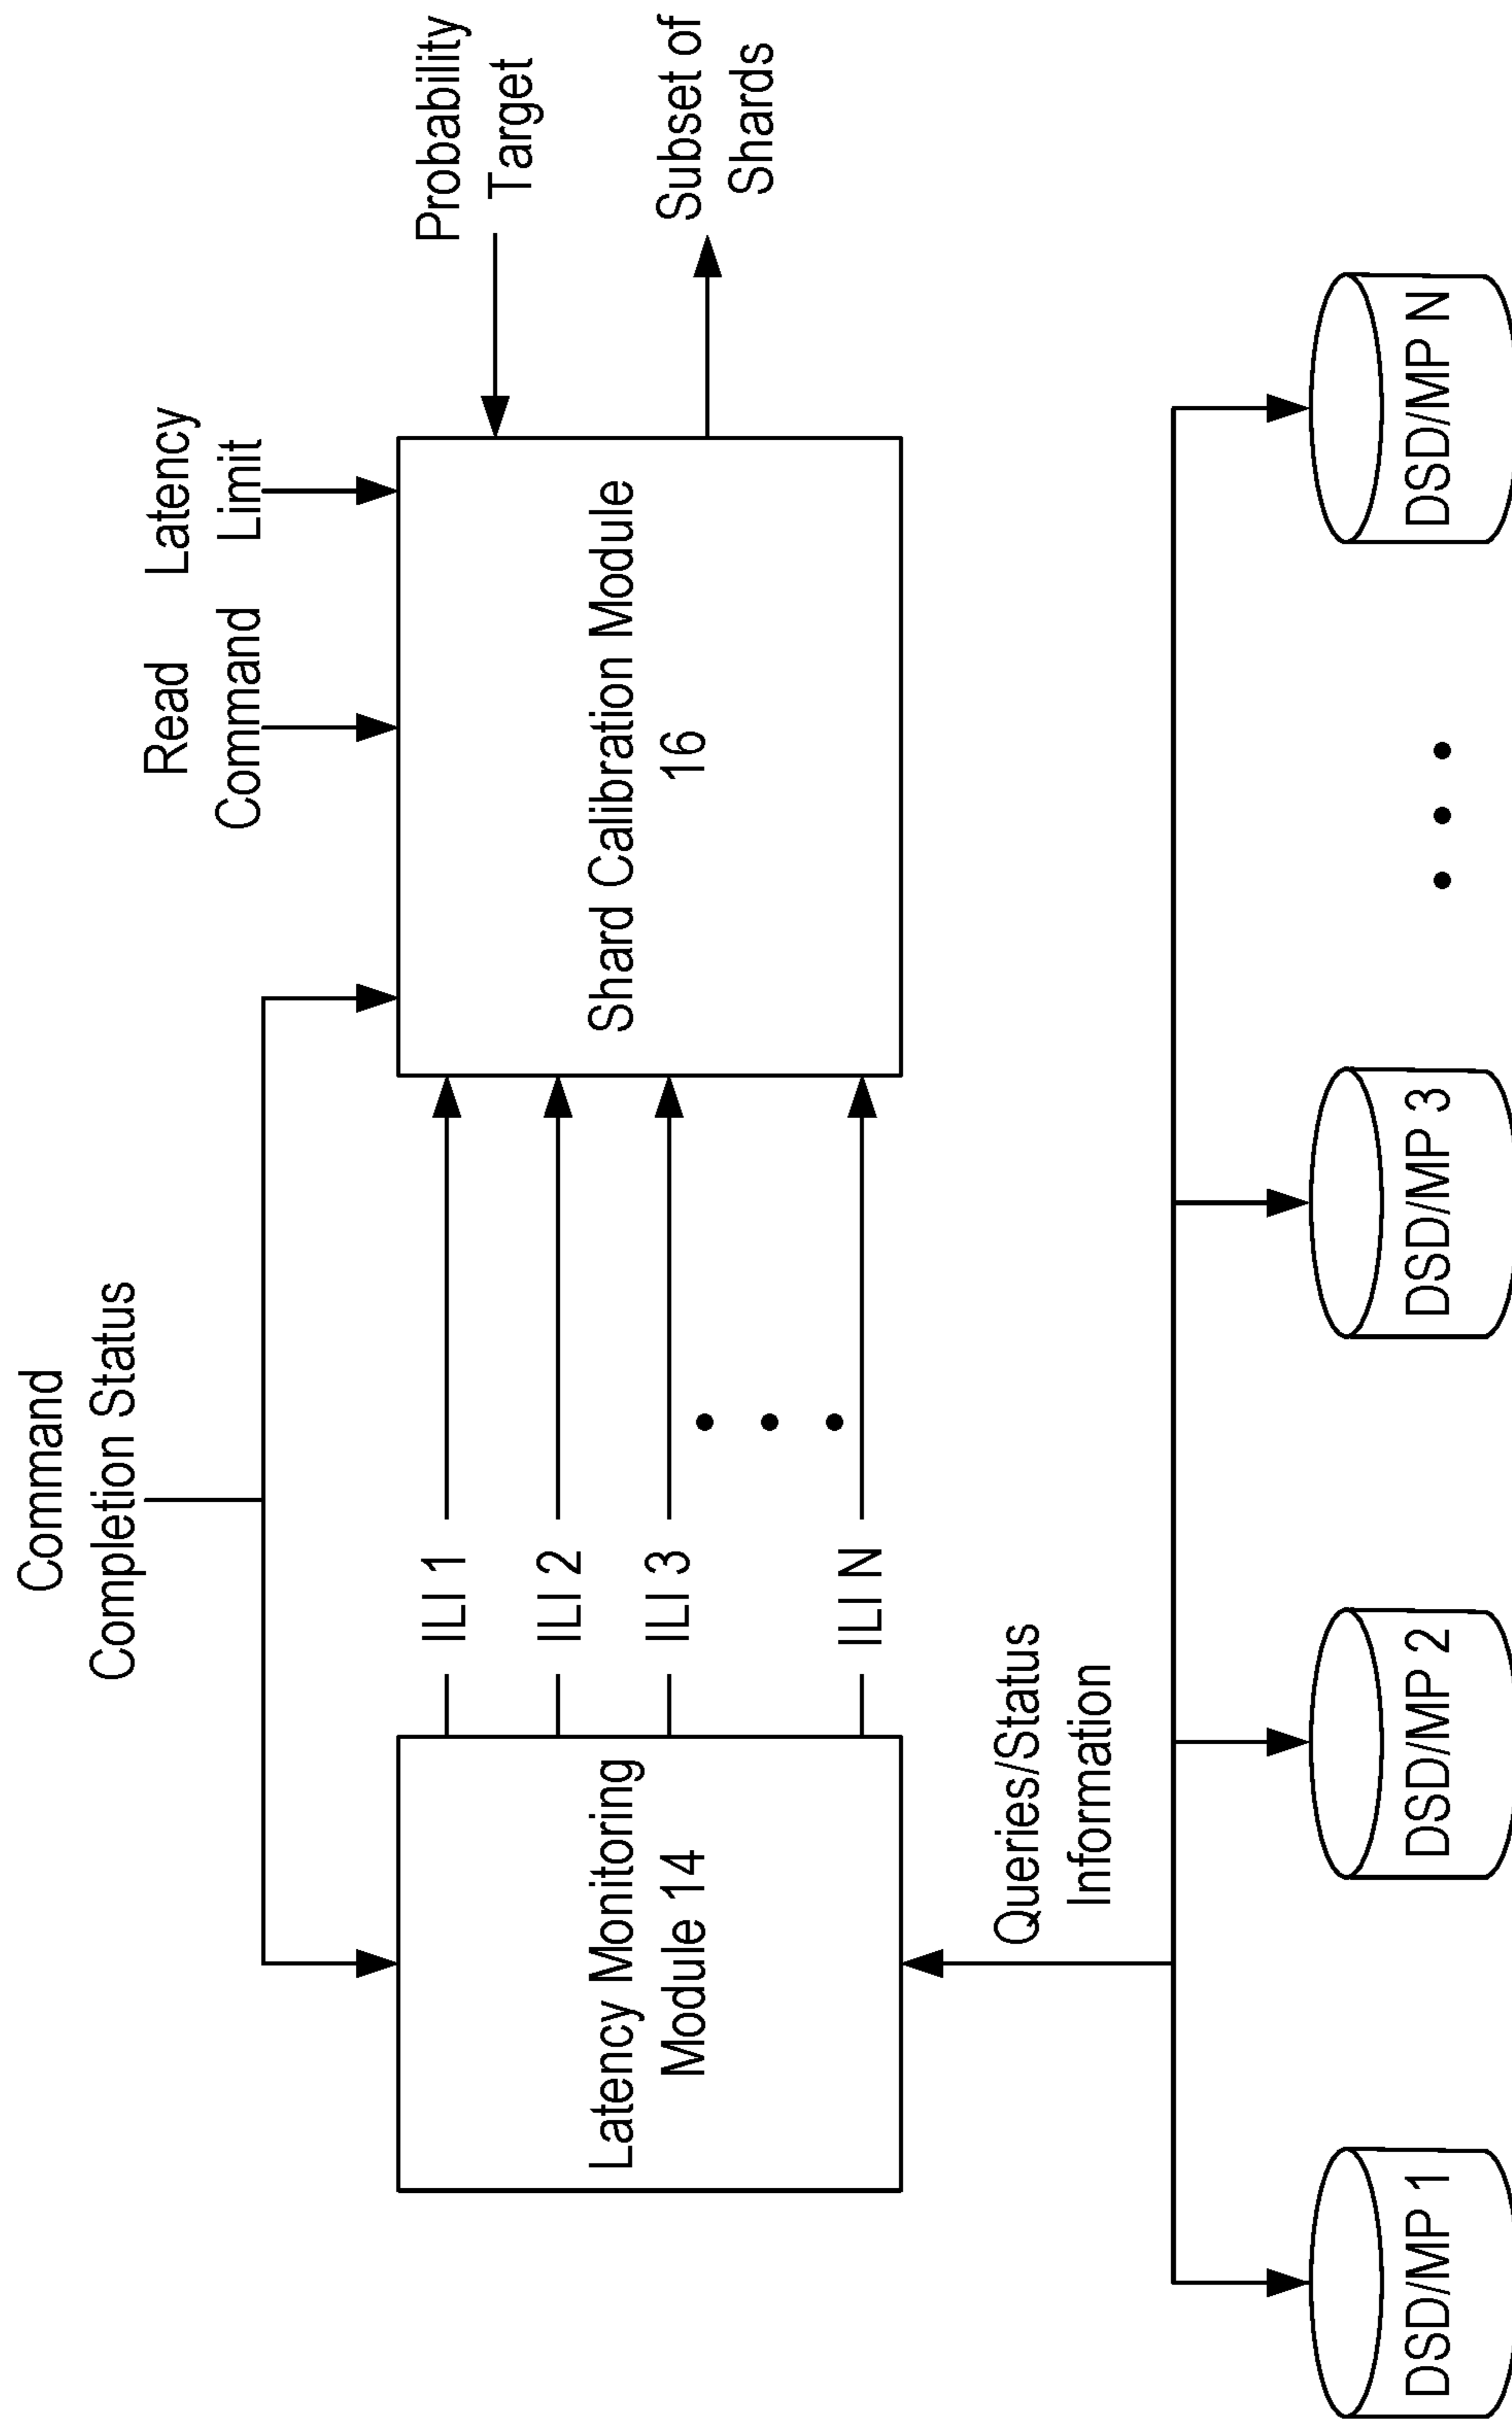 Command
Completion Status
Read
Command
Latency
Limit
Probability
Target
Latency Monitoring
Module 14
ILI 1
ILI 2
ILI 3
ILI N
Shard Calibration Module
16
Subset of
Shards
Queries/Status
Information
DSD/MP 1
DSD/MP 2
DSD/MP 3
DSD/MP N